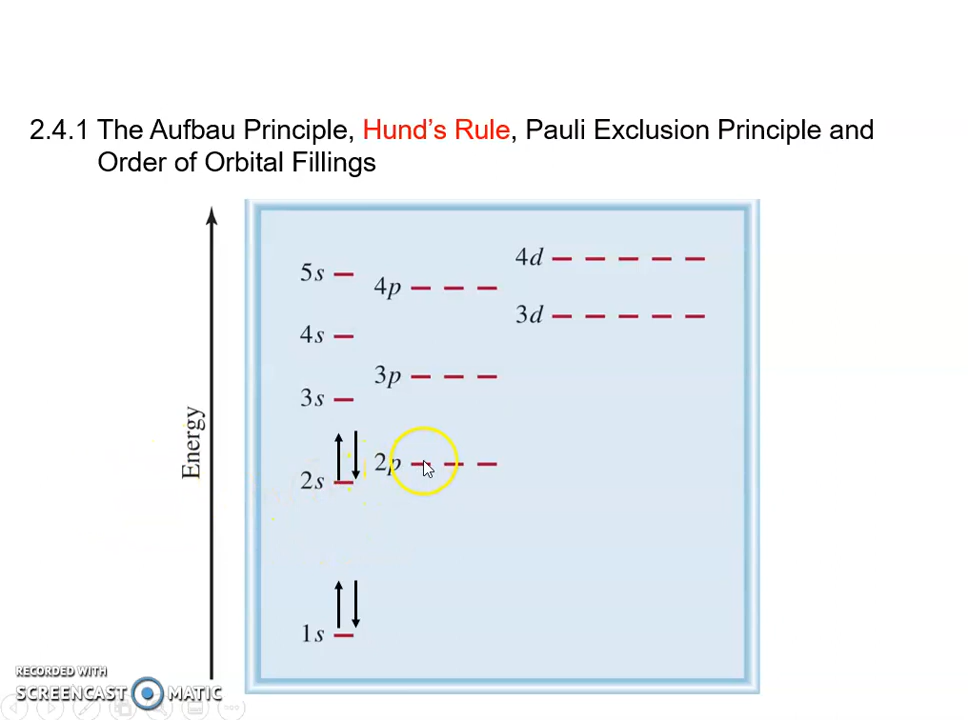 2.4.1 The Aufbau Principle, Hund's Rule, Pauli Exclusion Principle and
Order of Orbital Fillings
4d
5s
4p
3d
4s
3p
3s
Energy
2p
2s
1s
RECORDED WITH
SCREENCAST MATIC